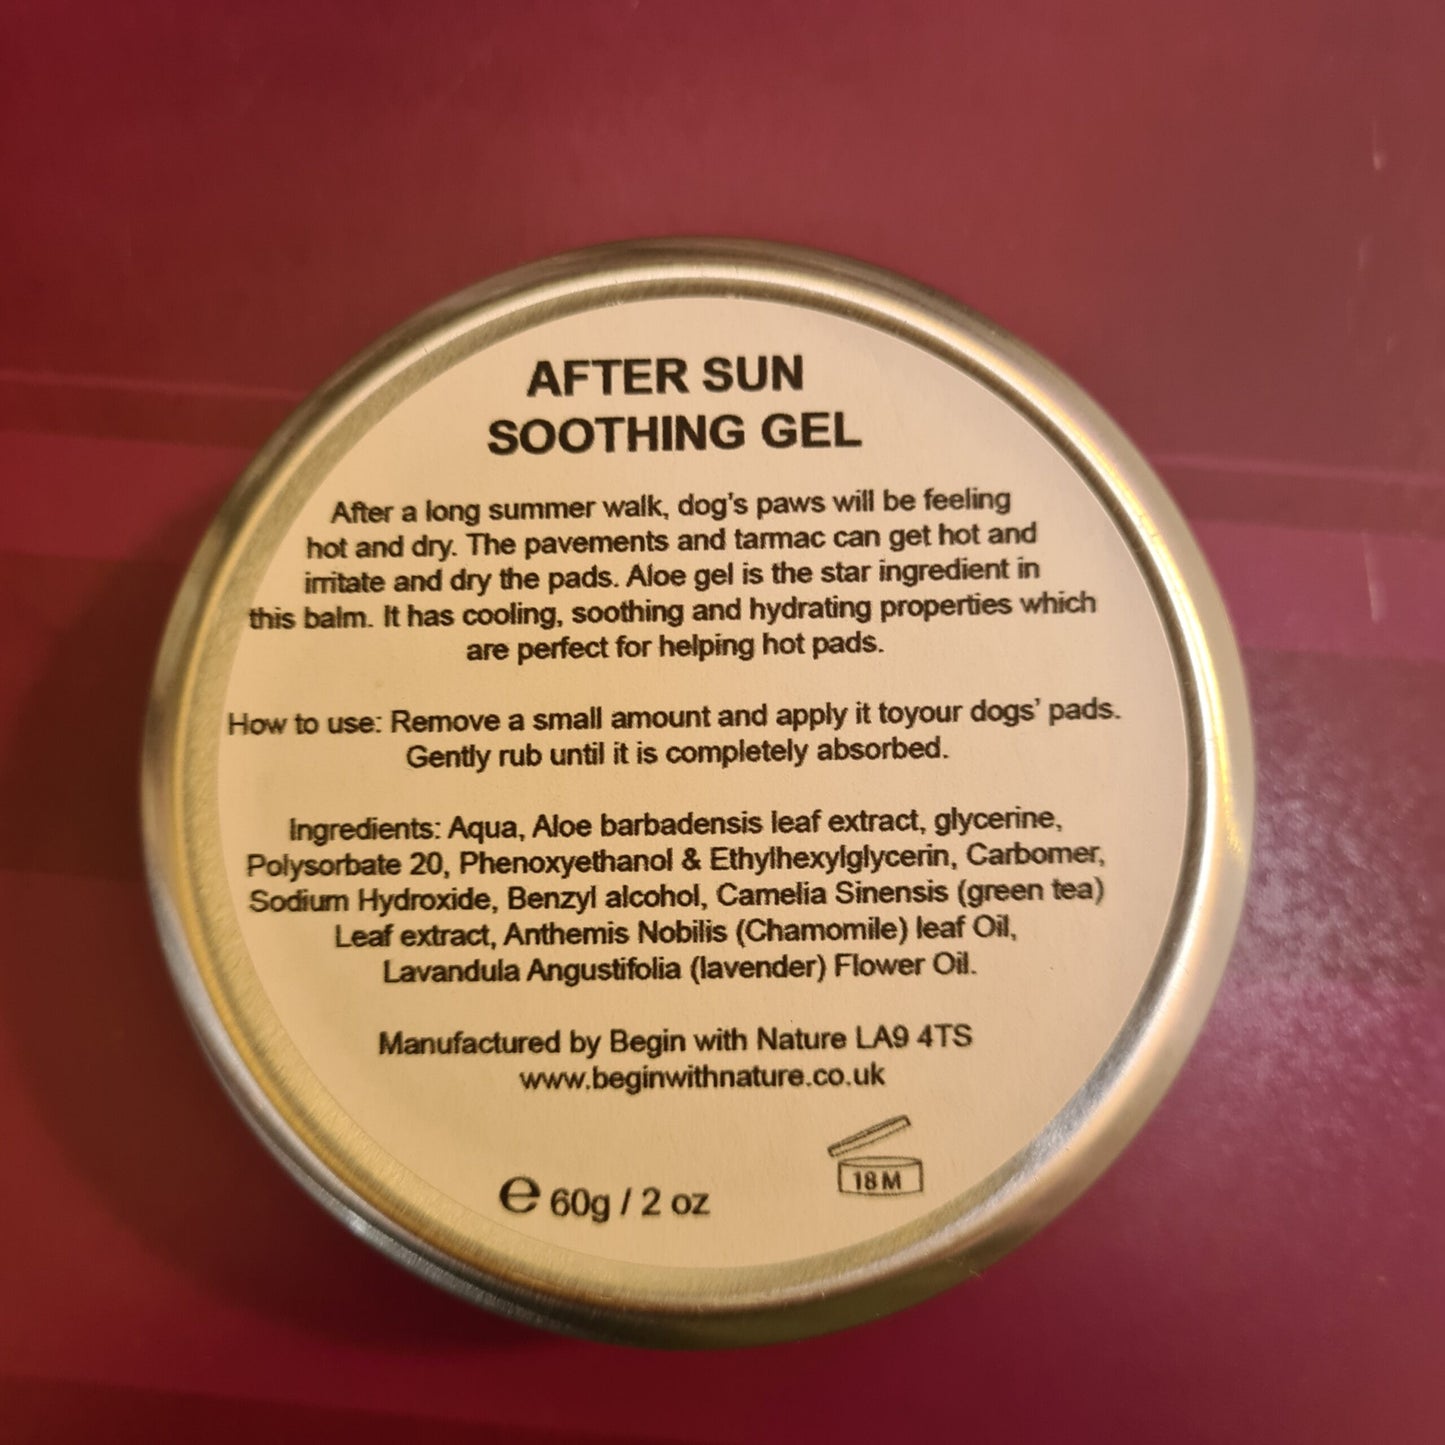 AFTER SUN
SOOTHING GEL
After a long summer walk, dog's paws will be feeling
hot and dry. The pavements and tarmac can get hot and
irritate and dry the pads. Aloe gel is the star ingredient in
this balm. It has cooling, soothing and hydrating properties which
are perfect for helping hot pads.
How to use: Remove a small amount and apply it toyour dogs' pads.
Gently rub until it is completely absorbed.
Ingredients: Aqua, Aloe barbadensis leaf extract, glycerine,
Polysorbate 20, Phenoxyethanol & Ethylhexylglycerin, Carbomer,
Sodium Hydroxide, Benzyl alcohol, Camelia Sinensis (green tea)
Leaf extract, Anthemis Nobilis (Chamomile) leaf Oil,
Lavandula Angustifolia (lavender) Flower Oil.
Manufactured by Begin with Nature LA9 4TS
www.beginwithnature.co.uk
18M
℮ 60g / 2 oz